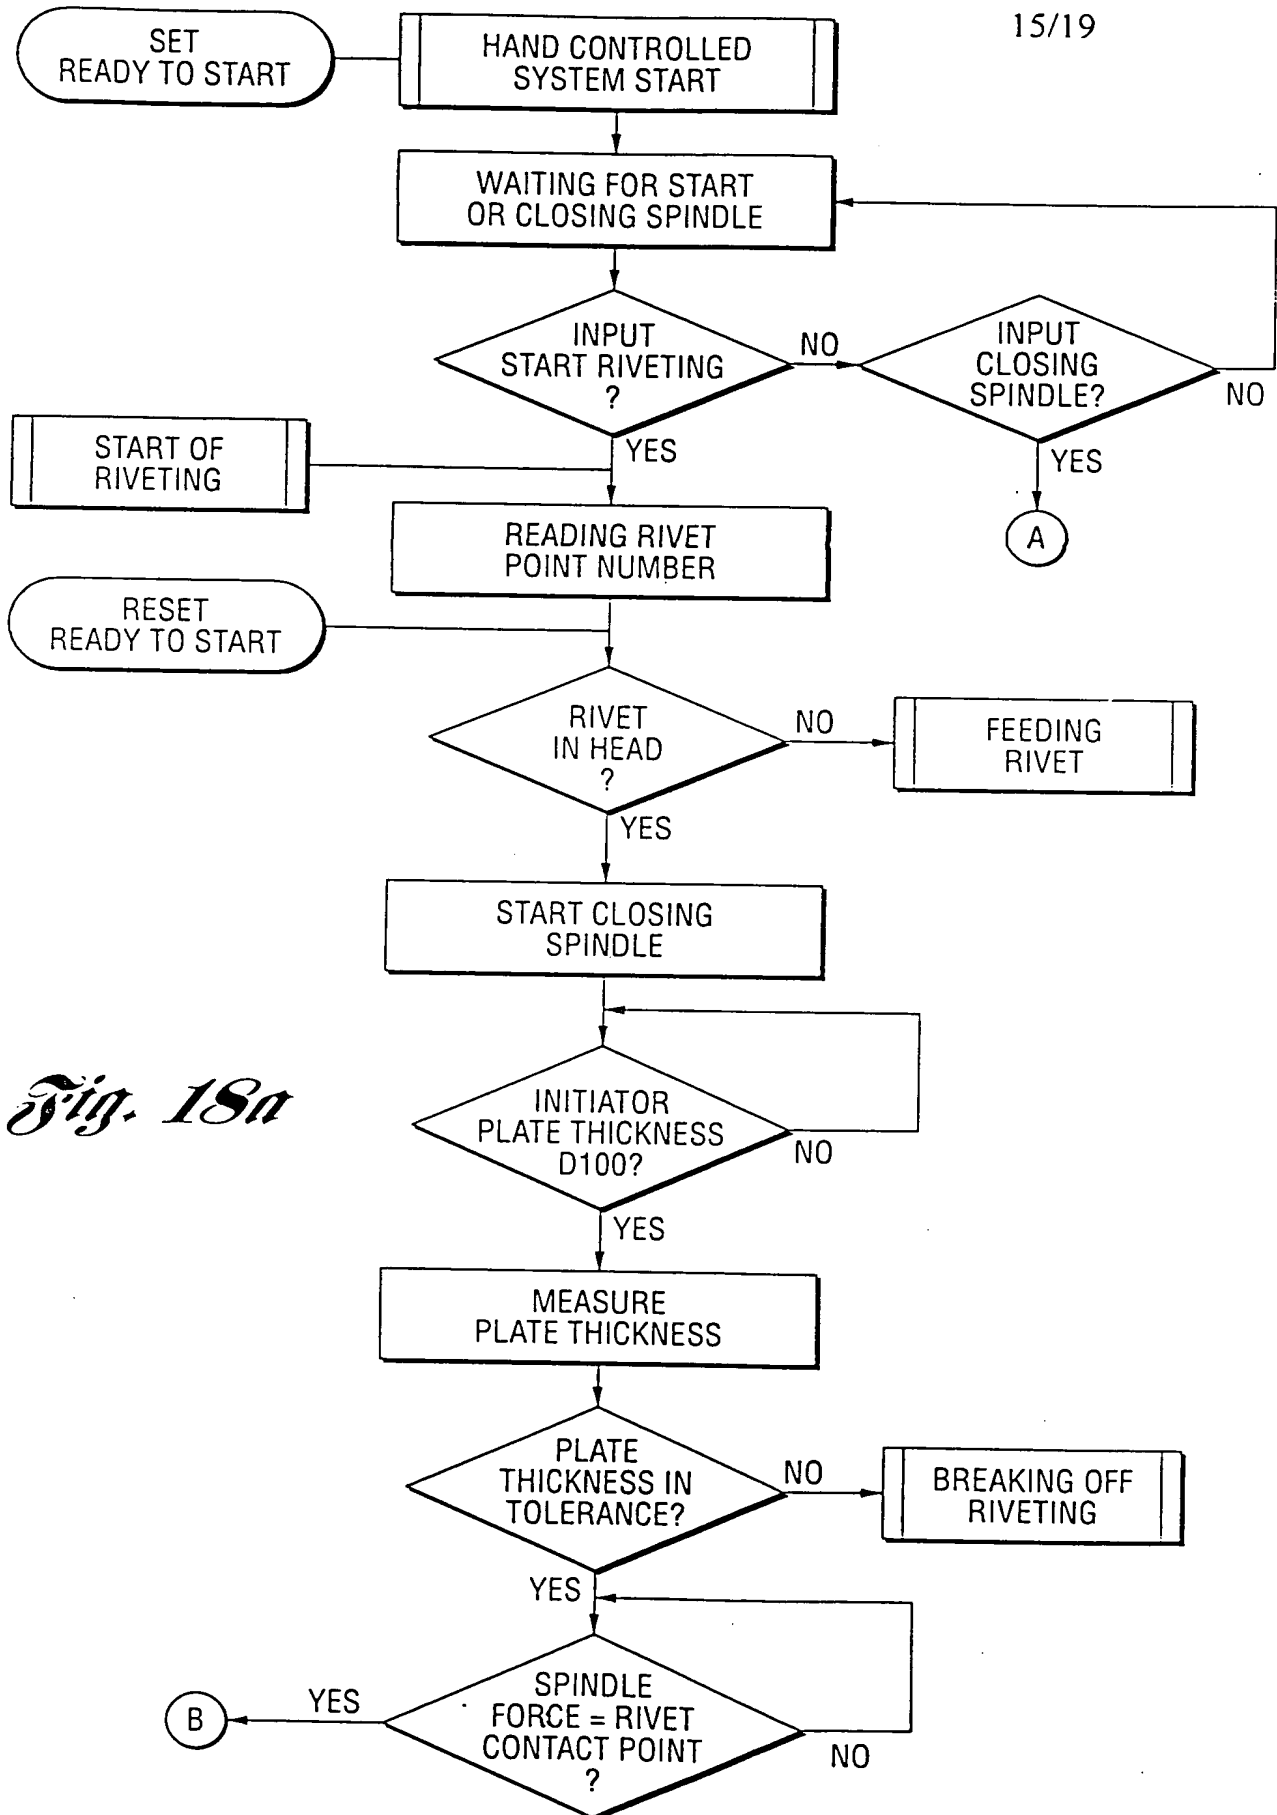 15/19
SET
READY TO START
HAND CONTROLLED
SYSTEM START
WAITING FOR START
OR CLOSING SPINDLE
INPUT
START RIVETING
?
NO
INPUT
CLOSING
SPINDLE?
NO
YES
YES
A
START OF
RIVETING
READING RIVET
POINT NUMBER
RESET
READY TO START
RIVET
IN HEAD
?
NO
FEEDING
RIVET
YES
START CLOSING
SPINDLE
Fig. 18a
INITIATOR
PLATE THICKNESS
D100?
NO
YES
MEASURE
PLATE THICKNESS
PLATE
THICKNESS IN
TOLERANCE?
NO
BREAKING OFF
RIVETING
YES
SPINDLE
FORCE = RIVET
CONTACT POINT
?
YES
B
NO